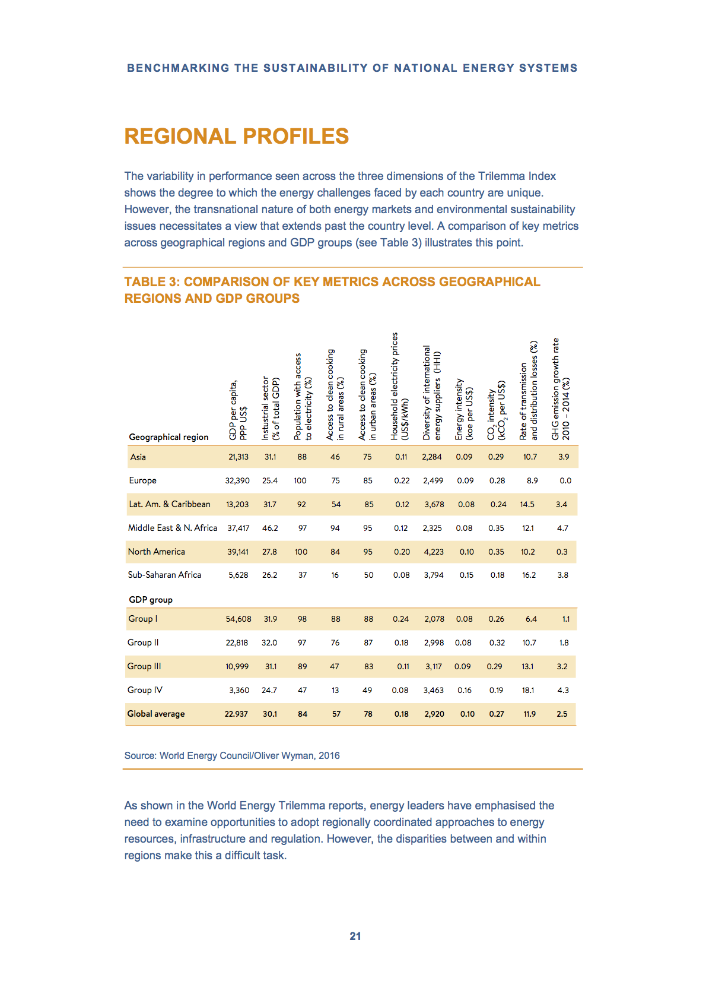 BENCHMARKING THE SUSTAINABILITY OF NATIONAL ENERGY SYSTEMS
REGIONAL PROFILES
The variability in performance seen across the three dimensions of the Trilemma Index
shows the degree to which the energy challenges faced by each country are unique.
However, the transnational nature of both energy markets and environmental sustainability
issues necessitates a view that extends past the country level. A comparison of key metrics
across geographical regions and GDP groups (see Table 3) illustrates this point.
TABLE 3: COMPARISON OF KEY METRICS ACROSS GEOGRAPHICAL
REGIONS AND GDP GROUPS
Geographical region
GDP per capita,
PPP US$
Instustrial sector
(% of total GDP)
Population with access
to electricity (%)
Access to clean cooking
in rural areas (%)
Access to clean cooking
in urban areas (%)
Household electricity prices
(US$/kWh)
Diversity of international
energy suppliers (HHI)
Energy intensity
(koe per US$)
CO2 intensity
(kCO2 per US$)
Rate of transmission
and distribution losses (%)
GHG emission growth rate
2010 – 2014 (%)
Asia 21,313 31.1 88 46 75 0.11 2,284 0.09 0.29 10.7 3.9
Europe 32,390 25.4 100 75 85 0.22 2,499 0.09 0.28 8.9 0.0
Lat. Am. & Caribbean 13,203 31.7 92 54 85 0.12 3,678 0.08 0.24 14.5 3.4
Middle East & N. Africa 37,417 46.2 97 94 95 0.12 2,325 0.08 0.35 12.1 4.7
North America 39,141 27.8 100 84 95 0.20 4,223 0.10 0.35 10.2 0.3
Sub-Saharan Africa 5,628 26.2 37 16 50 0.08 3,794 0.15 0.18 16.2 3.8
GDP group
Group I 54,608 31.9 98 88 88 0.24 2,078 0.08 0.26 6.4 1.1
Group II 22,818 32.0 97 76 87 0.18 2,998 0.08 0.32 10.7 1.8
Group III 10,999 31.1 89 47 83 0.11 3,117 0.09 0.29 13.1 3.2
Group IV 3,360 24.7 47 13 49 0.08 3,463 0.16 0.19 18.1 4.3
Global average 22.937 30.1 84 57 78 0.18 2,920 0.10 0.27 11.9 2.5
Source: World Energy Council/Oliver Wyman, 2016
As shown in the World Energy Trilemma reports, energy leaders have emphasised the
need to examine opportunities to adopt regionally coordinated approaches to energy
resources, infrastructure and regulation. However, the disparities between and within
regions make this a difficult task.
21